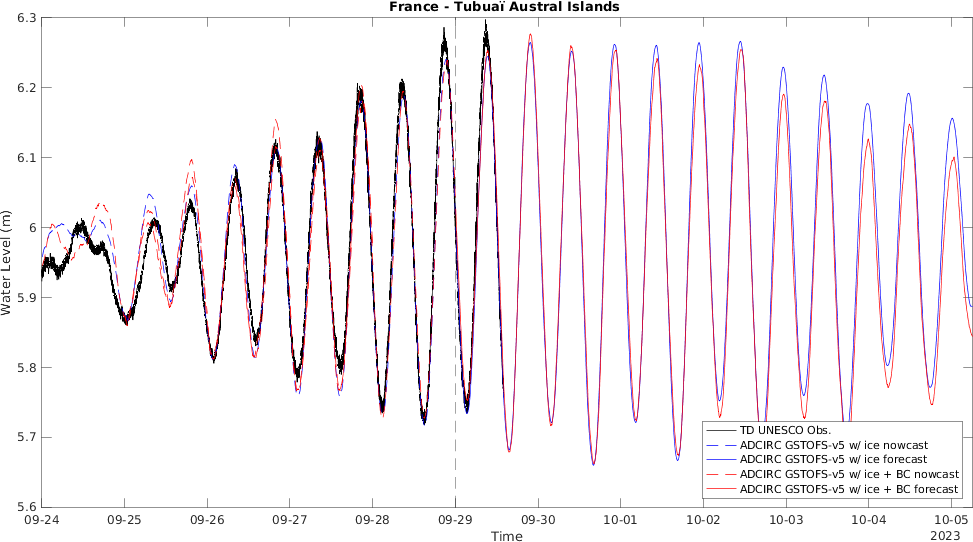 France - Tubuaï Austral Islands
Water Level (m)
6.3
6.2
6.1
6
5.9
5.8
5.7
5.6
TD UNESCO Obs.
ADCIRC GSTOFS-v5 w/ ice nowcast
ADCIRC GSTOFS-v5 w/ ice forecast
ADCIRC GSTOFS-v5 w/ ice + BC nowcast
ADCIRC GSTOFS-v5 w/ ice + BC forecast
09-24 09-25 09-26 09-27 09-28 09-29 09-30 10-01 10-02 10-03 10-04 10-05
2023
Time